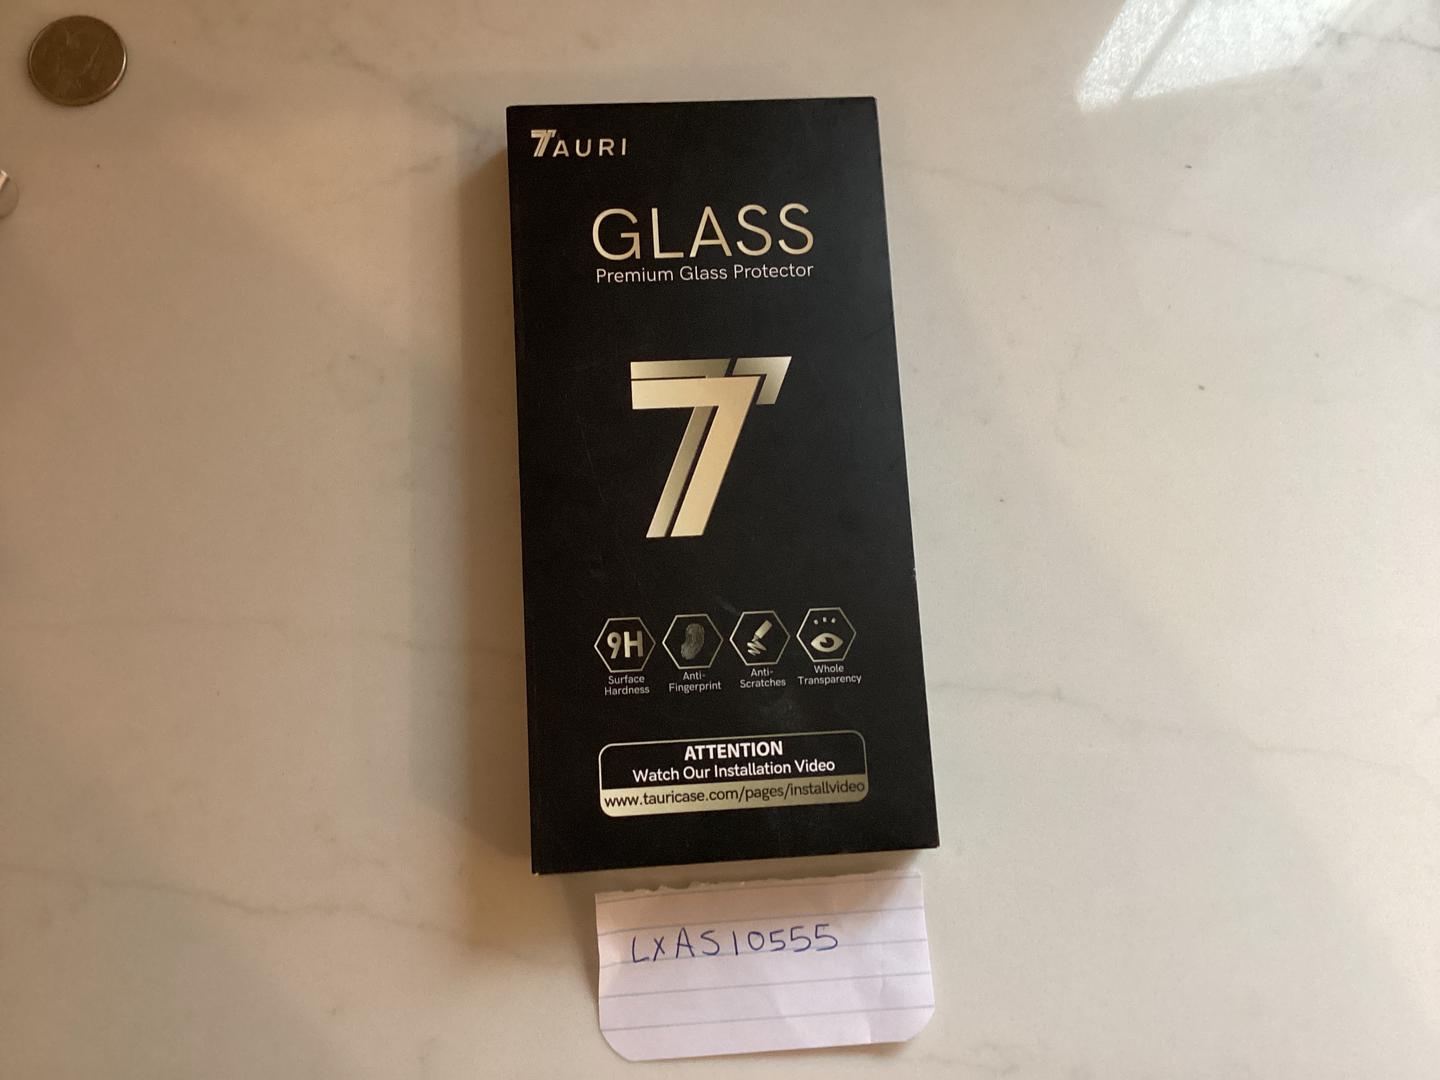 TAURI
GLASS
Premium Glass Protector
7
9H
Surface
Hardness
Anti-
Fingerprint
Anti-
Scratches
Whole
Transparency
ATTENTION
Watch Our Installation Video
www.tauricase.com/pages/installvideo
LXAS10555